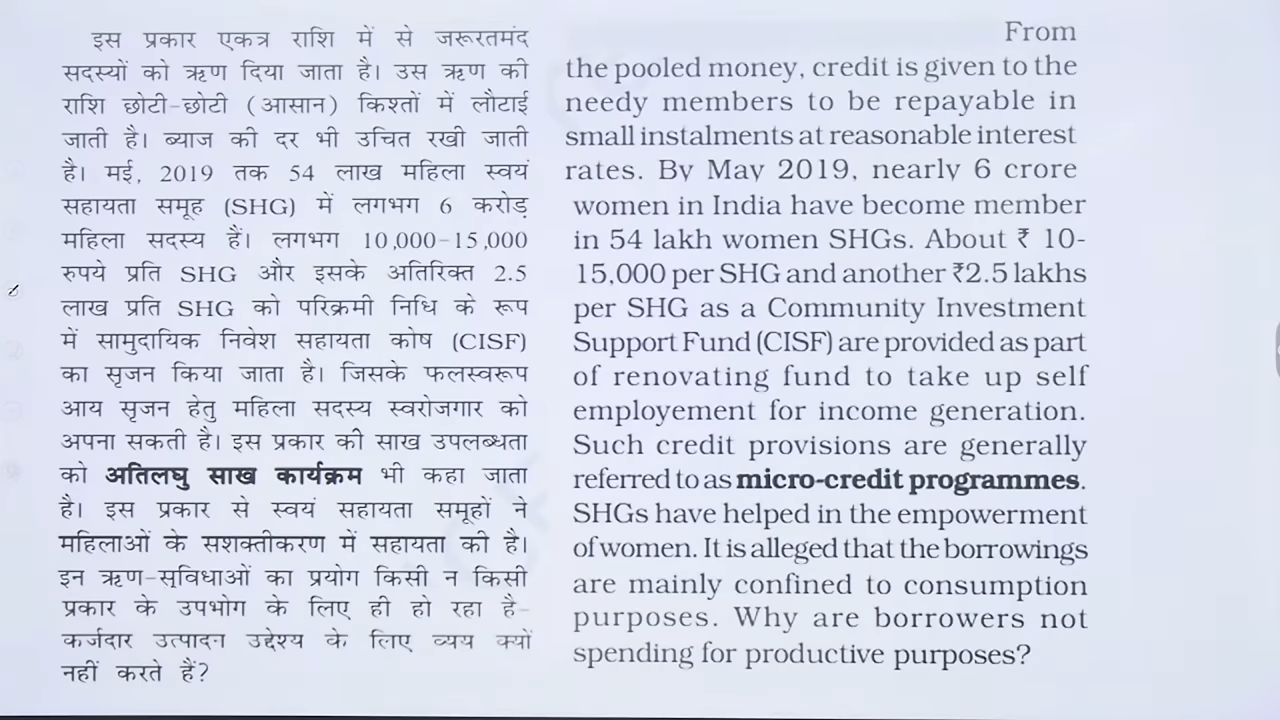 इस प्रकार एकत्र राशि में से जरूरतमंद
सदस्यों को ऋण दिया जाता है। उस ऋण की
राशि छोटी-छोटी (आसान) किश्तों में लौटाई
जाती है। ब्याज की दर भी उचित रखी जाती
है। मई, 2019 तक 54 लाख महिला स्वयं
सहायता समूह (SHG) में लगभग 6 करोड़
महिला सदस्य हैं। लगभग 10,000-15,000
रुपये प्रति SHG और इसके अतिरिक्त 2.5
लाख प्रति SHG को परिक्रमी निधि के रूप
में सामुदायिक निवेश सहायता कोष (CISF)
का सृजन किया जाता है। जिसके फलस्वरूप
आय सृजन हेतु महिला सदस्य स्वरोजगार को
अपना सकती है। इस प्रकार की साख उपलब्धता
को अतिलघु साख कार्यक्रम भी कहा जाता
है। इस प्रकार से स्वयं सहायता समूहों ने
महिलाओं के सशक्तीकरण में सहायता की है।
इन ऋण-सुविधाओं का प्रयोग किसी न किसी
प्रकार के उपभोग के लिए ही हो रहा है-
कर्जदार उत्पादन उद्देश्य के लिए व्यय क्यों
नहीं करते हैं?
From
the pooled money, credit is given to the
needy members to be repayable in
small instalments at reasonable interest
rates. By May 2019, nearly 6 crore
women in India have become member
in 54 lakh women SHGs. About ₹ 10-
15,000 per SHG and another ₹2.5 lakhs
per SHG as a Community Investment
Support Fund (CISF) are provided as part
of renovating fund to take up self
employement for income generation.
Such credit provisions are generally
referred to as micro-credit programmes.
SHGs have helped in the empowerment
of women. It is alleged that the borrowings
are mainly confined to consumption
purposes. Why are borrowers not
spending for productive purposes?